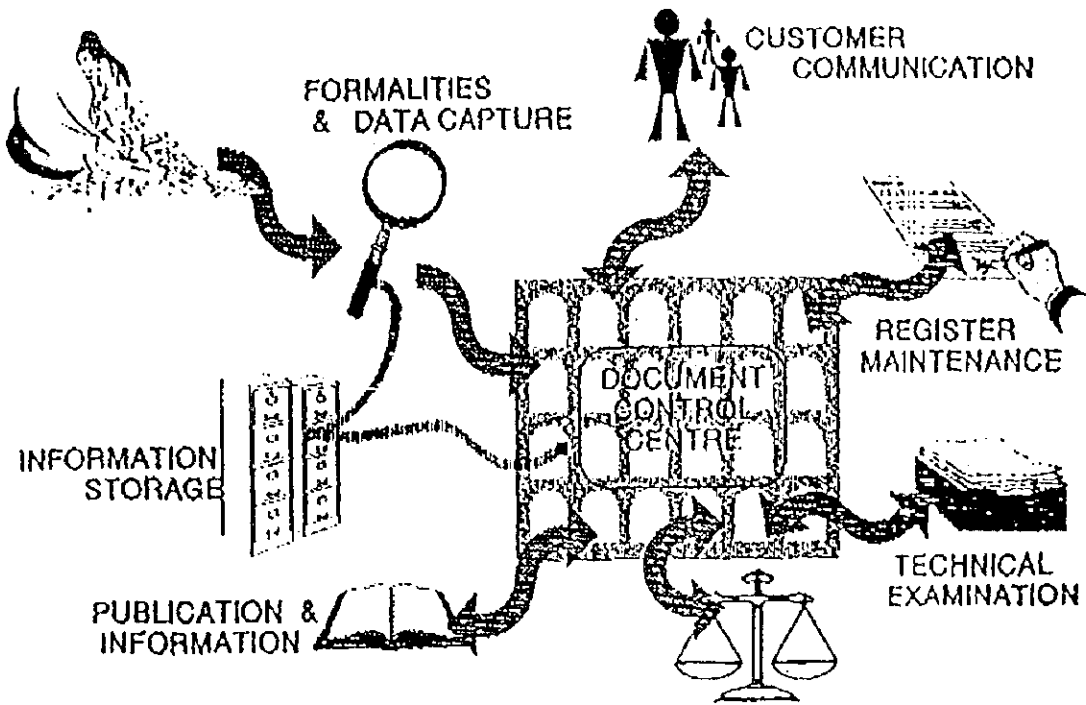 CUSTOMER
COMMUNICATION
FORMALITIES
& DATA CAPTURE
REGISTER
MAINTENANCE
DOCUMENT
CONTROL
CENTRE
INFORMATION
STORAGE
TECHNICAL
EXAMINATION
PUBLICATION &
INFORMATION